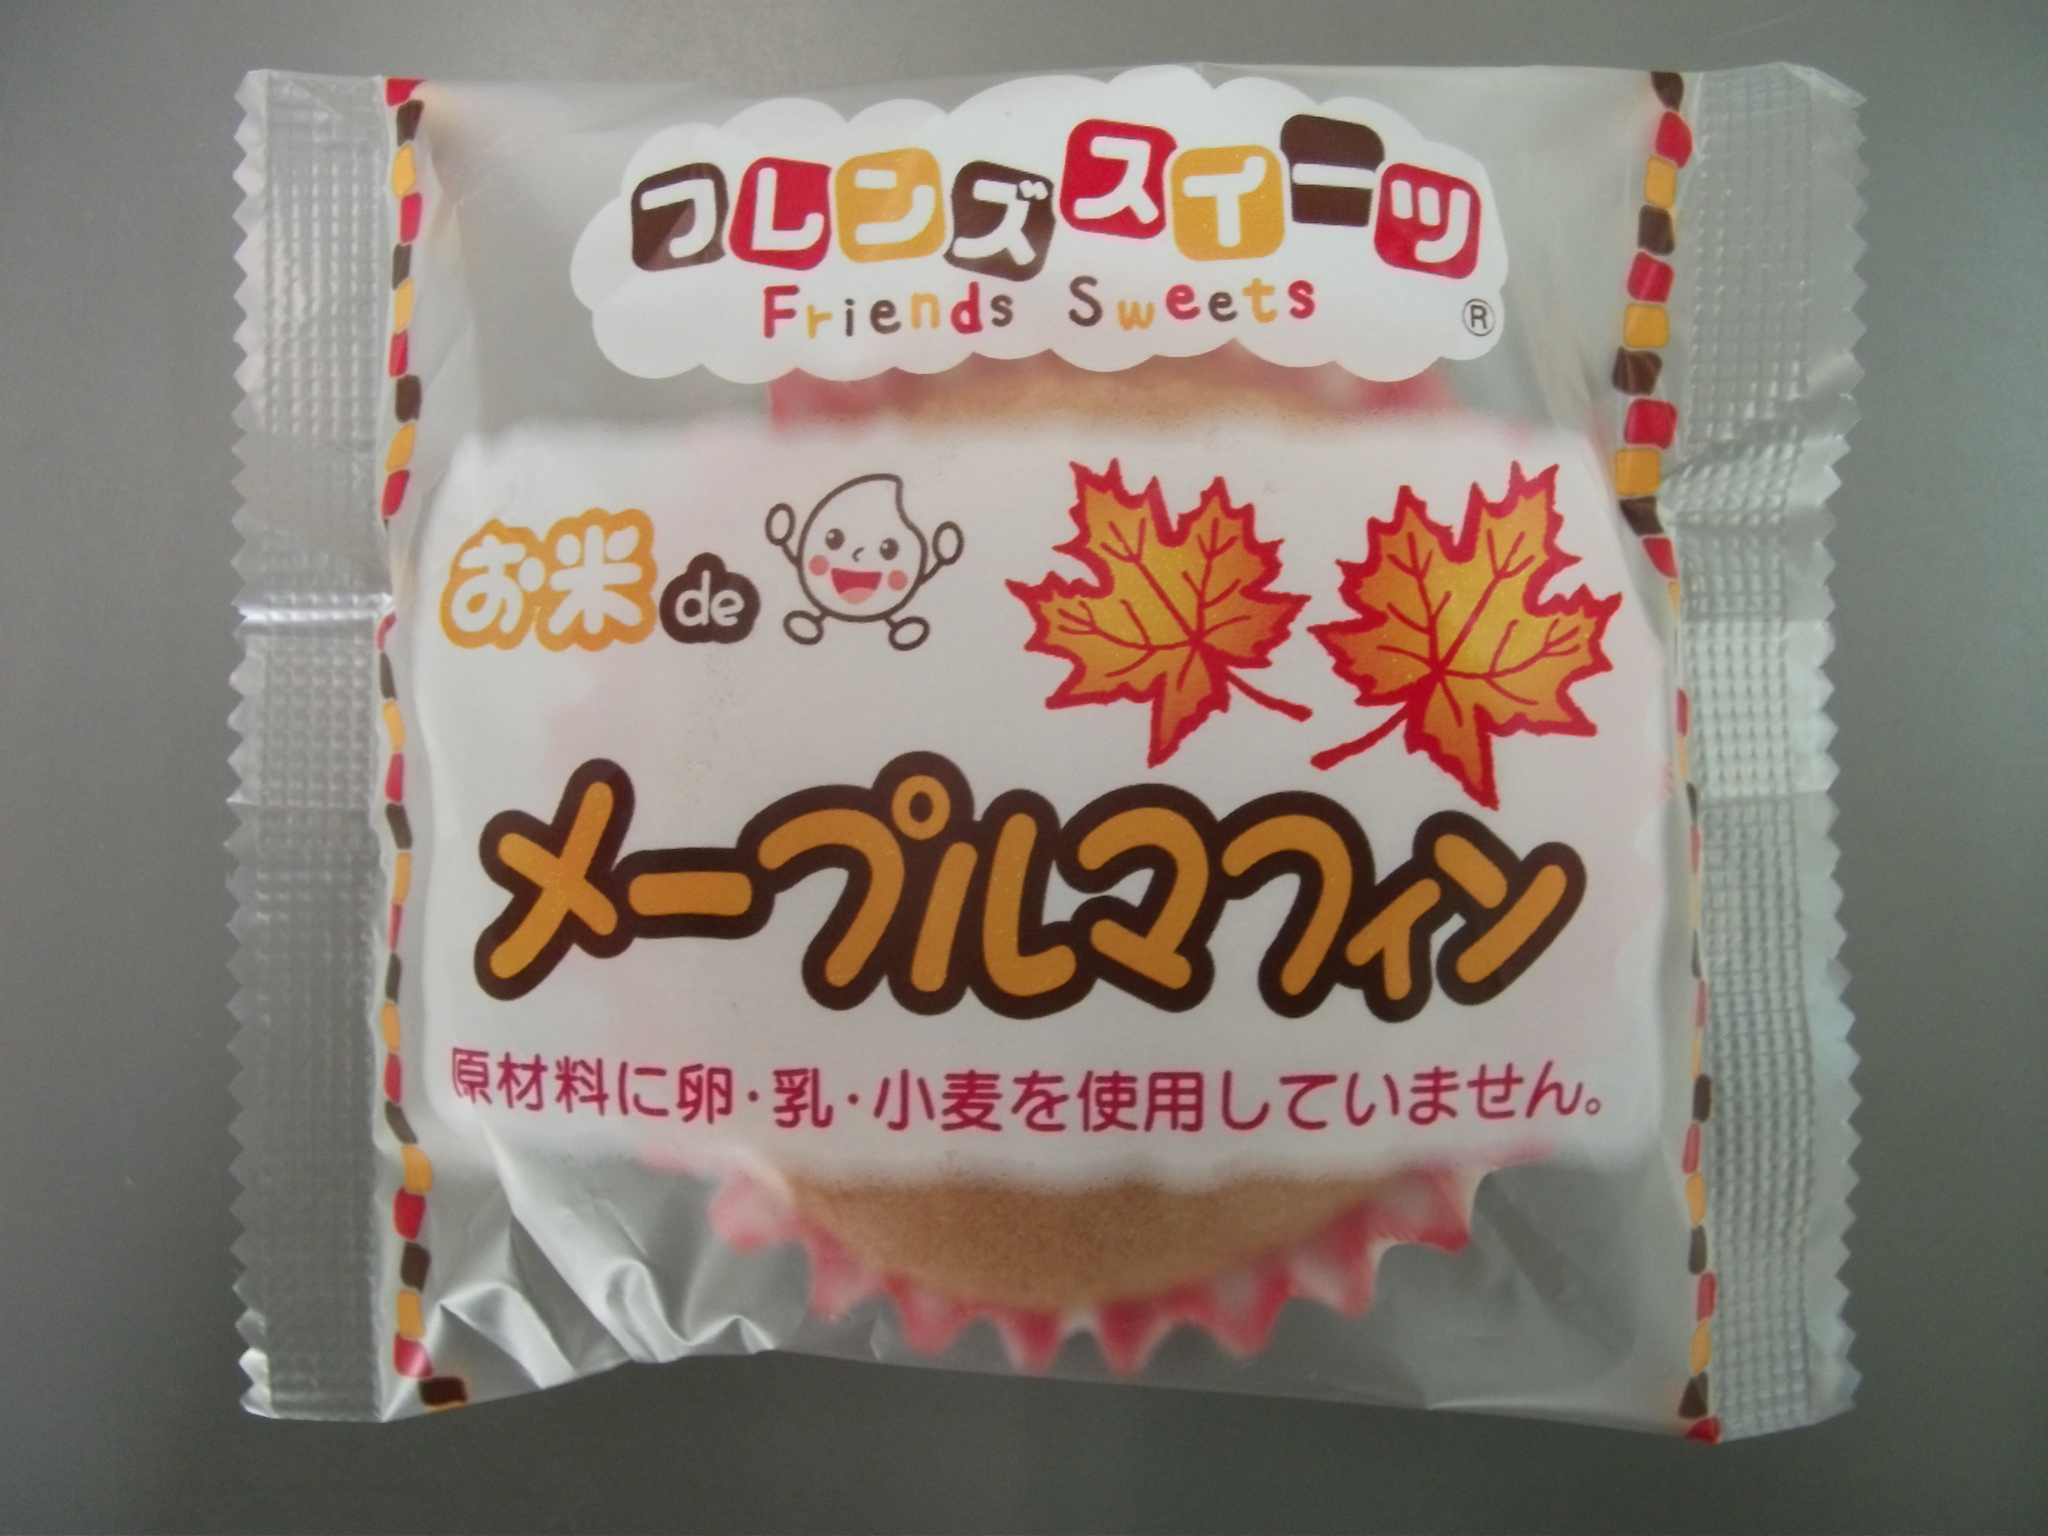 フレンズスイーツ
Friends Sweets
®
お米de
メープルマフィン
原材料に卵・乳・小麦を使用していません。